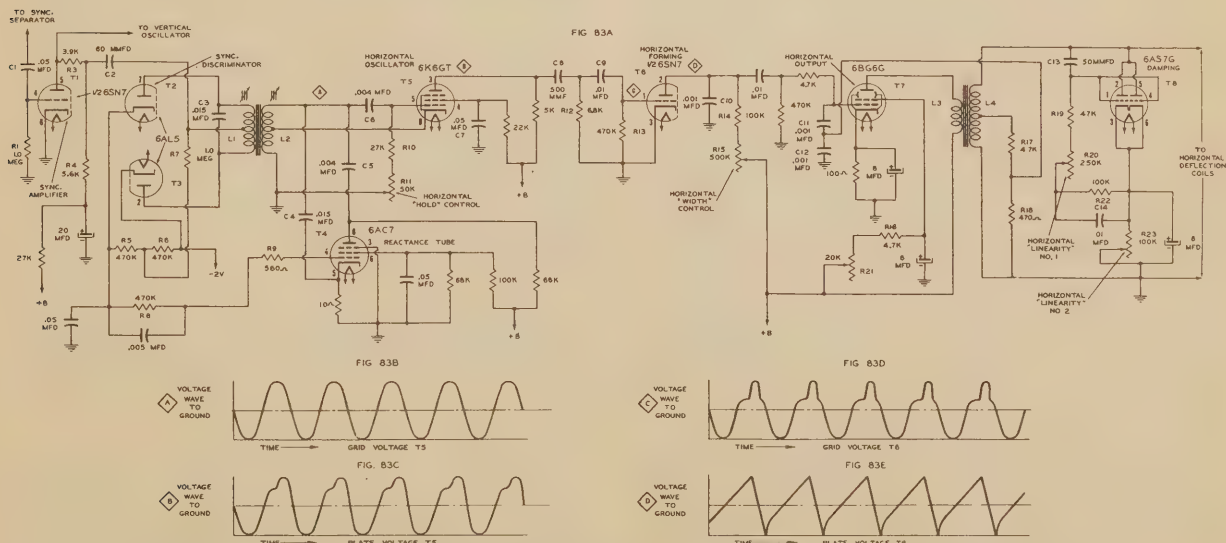 TO SYNC.
SEPARATOR
TO VERTICAL
OSCILLATOR
FIG 83A
C1
.05
MFD
3.9K
R3
T1
60 MMFD
C2
SYNC.
DISCRIMINATOR
1/2 6SN7
T2
C3
.015
MFD
6AL5
T3
R7
1.0
MEG
L1
L2
R1
1.0
MEG
SYNC.
AMPLIFIER
R4
5.6K
20
MFD
27K
+B
R5
470K
R6
470K
-2V
470K
R8
.05
MFD
.005 MFD
R9
560Ω
A
.004 MFD
C6
27K
R10
R11
50K
HORIZONTAL
"HOLD" CONTROL
.004
MFD
C5
C4
.015
MFD
T4
6AC7
REACTANCE TUBE
10Ω
.05
MFD
68K
100K
68K
+B
HORIZONTAL
OSCILLATOR
6K6GT
T5
B
.05
MFD
C7
22K
+B
5K
C8
500
MMF
R12
68K
C9
.01
MFD
470K
R13
C
HORIZONTAL
FORMING
1/2 6SN7
T6
D
.001
MFD
C10
R14
100K
R15
500K
HORIZONTAL
"WIDTH"
CONTROL
.01
MFD
4.7K
470K
HORIZONTAL
OUTPUT
6BG6G
T7
C11
.001
MFD
C12
.001
MFD
100Ω
8
MFD
R16
4.7K
20K
R21
8
MFD
+B
L3
L4
R17
4.7K
R18
470Ω
C13
50MMFD
6AS7G
DAMPING
T8
R19
47K
R20
250K
HORIZONTAL
"LINEARITY"
NO. 1
100K
R22
C14
.01
MFD
R23
100K
8
MFD
HORIZONTAL
"LINEARITY"
NO 2
TO
HORIZONTAL
DEFLECTION
COILS
FIG 83B
A
VOLTAGE
WAVE
TO
GROUND
TIME
GRID VOLTAGE T5
FIG 83D
C
VOLTAGE
WAVE
TO
GROUND
TIME
GRID VOLTAGE T6
FIG. 83C
B
VOLTAGE
WAVE
TO
GROUND
TIME
PLATE VOLTAGE T5
FIG 83E
D
VOLTAGE
WAVE
TO
GROUND
TIME
PLATE VOLTAGE T6